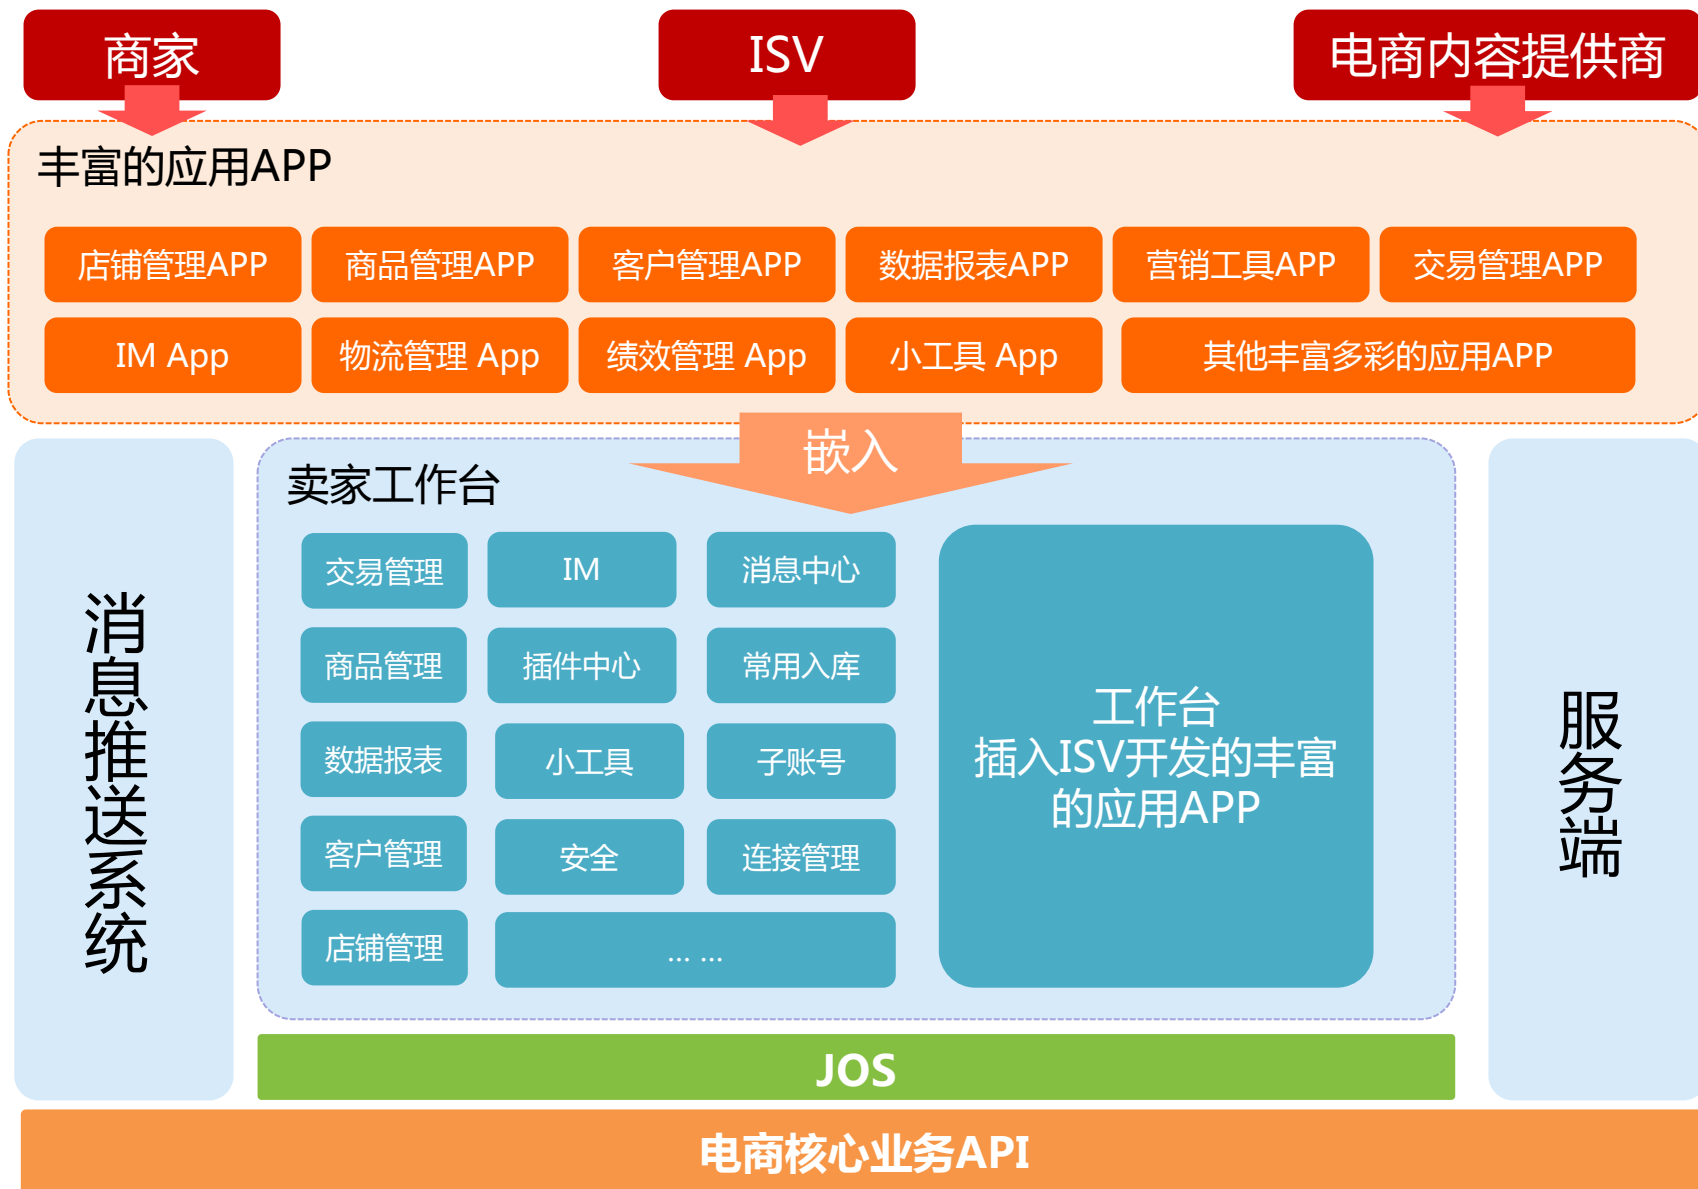 商家
ISV
电商内容提供商
丰富的应用APP
店铺管理APP
商品管理APP
客户管理APP
数据报表APP
营销工具APP
交易管理APP
IM App
物流管理 App
绩效管理 App
小工具 App
其他丰富多彩的应用APP
嵌入
消息推送系统
卖家工作台
交易管理
IM
消息中心
商品管理
插件中心
常用入库
数据报表
小工具
子账号
客户管理
安全
连接管理
店铺管理
... ...
工作台
插入ISV开发的丰富
的应用APP
服务端
JOS
电商核心业务API